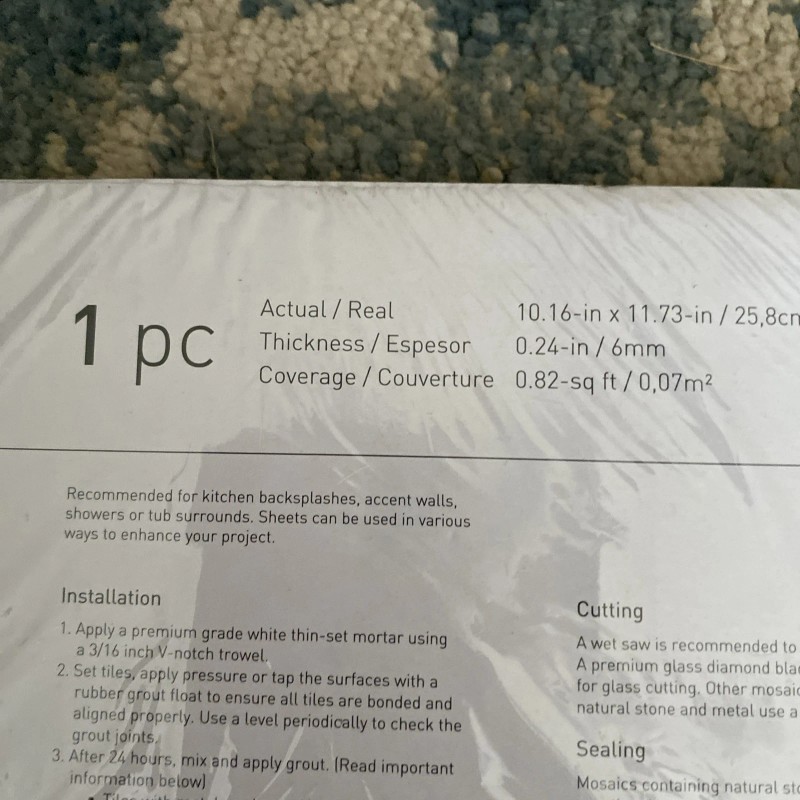 1 pc
Actual / Real 10.16-in x 11.73-in / 25,8cm
Thickness / Espesor 0.24-in / 6mm
Coverage / Couverture 0.82-sq ft / 0,07m²
Recommended for kitchen backsplashes, accent walls,
showers or tub surrounds. Sheets can be used in various
ways to enhance your project.
Installation
1. Apply a premium grade white thin-set mortar using
a 3/16 inch V-notch trowel.
2. Set tiles, apply pressure or tap the surfaces with a
rubber grout float to ensure all tiles are bonded and
aligned properly. Use a level periodically to check the
grout joints.
3. After 24 hours, mix and apply grout. (Read important
information below)
Cutting
A wet saw is recommended to
A premium glass diamond
for glass cutting. Other
natural stone and metal use a
Sealing
Mosaics containing natural